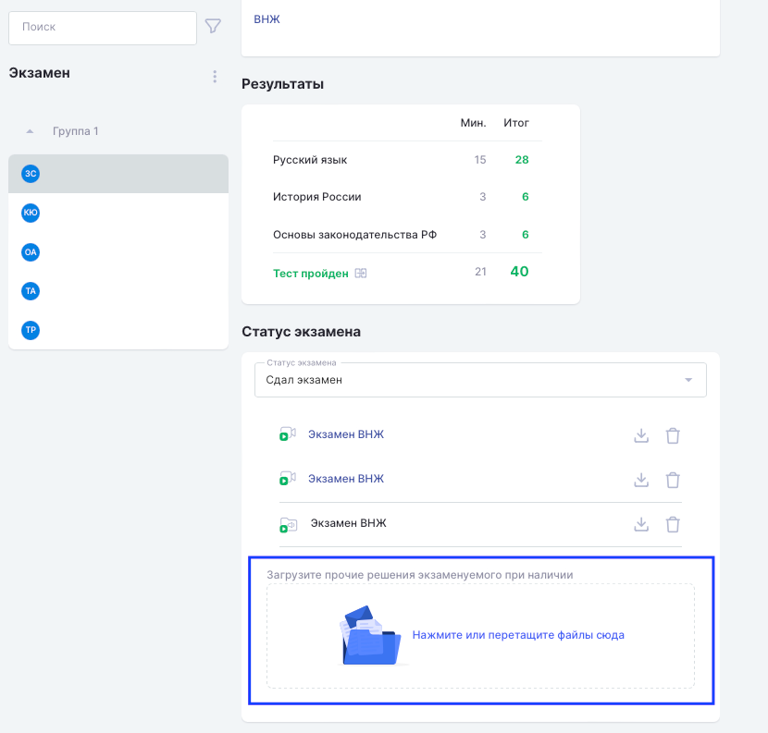 Поиск
Экзамен
Группа 1
ЗС
КЮ
ОА
ТА
ТР
ВНЖ
Результаты
Мин. Итог
Русский язык 15 28
История России 3 6
Основы законодательства РФ 3 6
Тест пройден 21 40
Статус экзамена
Статус экзамена
Сдал экзамен
Экзамен ВНЖ
Экзамен ВНЖ
Экзамен ВНЖ
Загрузите прочие решения экзаменуемого при наличии
Нажмите или перетащите файлы сюда